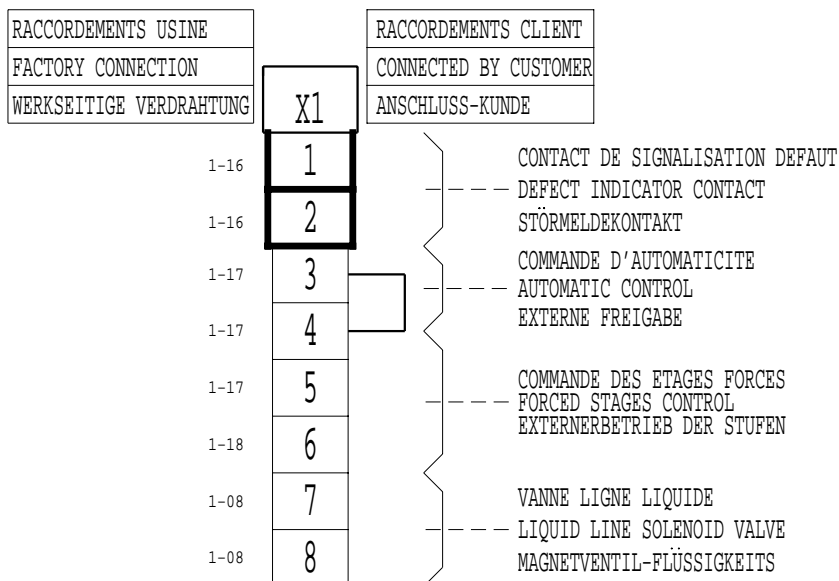 RACCORDEMENTS USINE
FACTORY CONNECTION
WERKSEITIGE VERDRAHTUNG
RACCORDEMENTS CLIENT
CONNECTED BY CUSTOMER
ANSCHLUSS-KUNDE
X1
1-16 1 CONTACT DE SIGNALISATION DEFAUT
DEFECT INDICATOR CONTACT
1-16 2 STÖRMELDEKONTAKT
1-17 3 COMMANDE D'AUTOMATICITE
AUTOMATIC CONTROL
1-17 4 EXTERNE FREIGABE
1-17 5 COMMANDE DES ETAGES FORCES
FORCED STAGES CONTROL
EXTERNERBETRIEB DER STUFEN
1-18 6
1-08 7 VANNE LIGNE LIQUIDE
LIQUID LINE SOLENOID VALVE
1-08 8 MAGNETVENTIL-FLÜSSIGKEITS